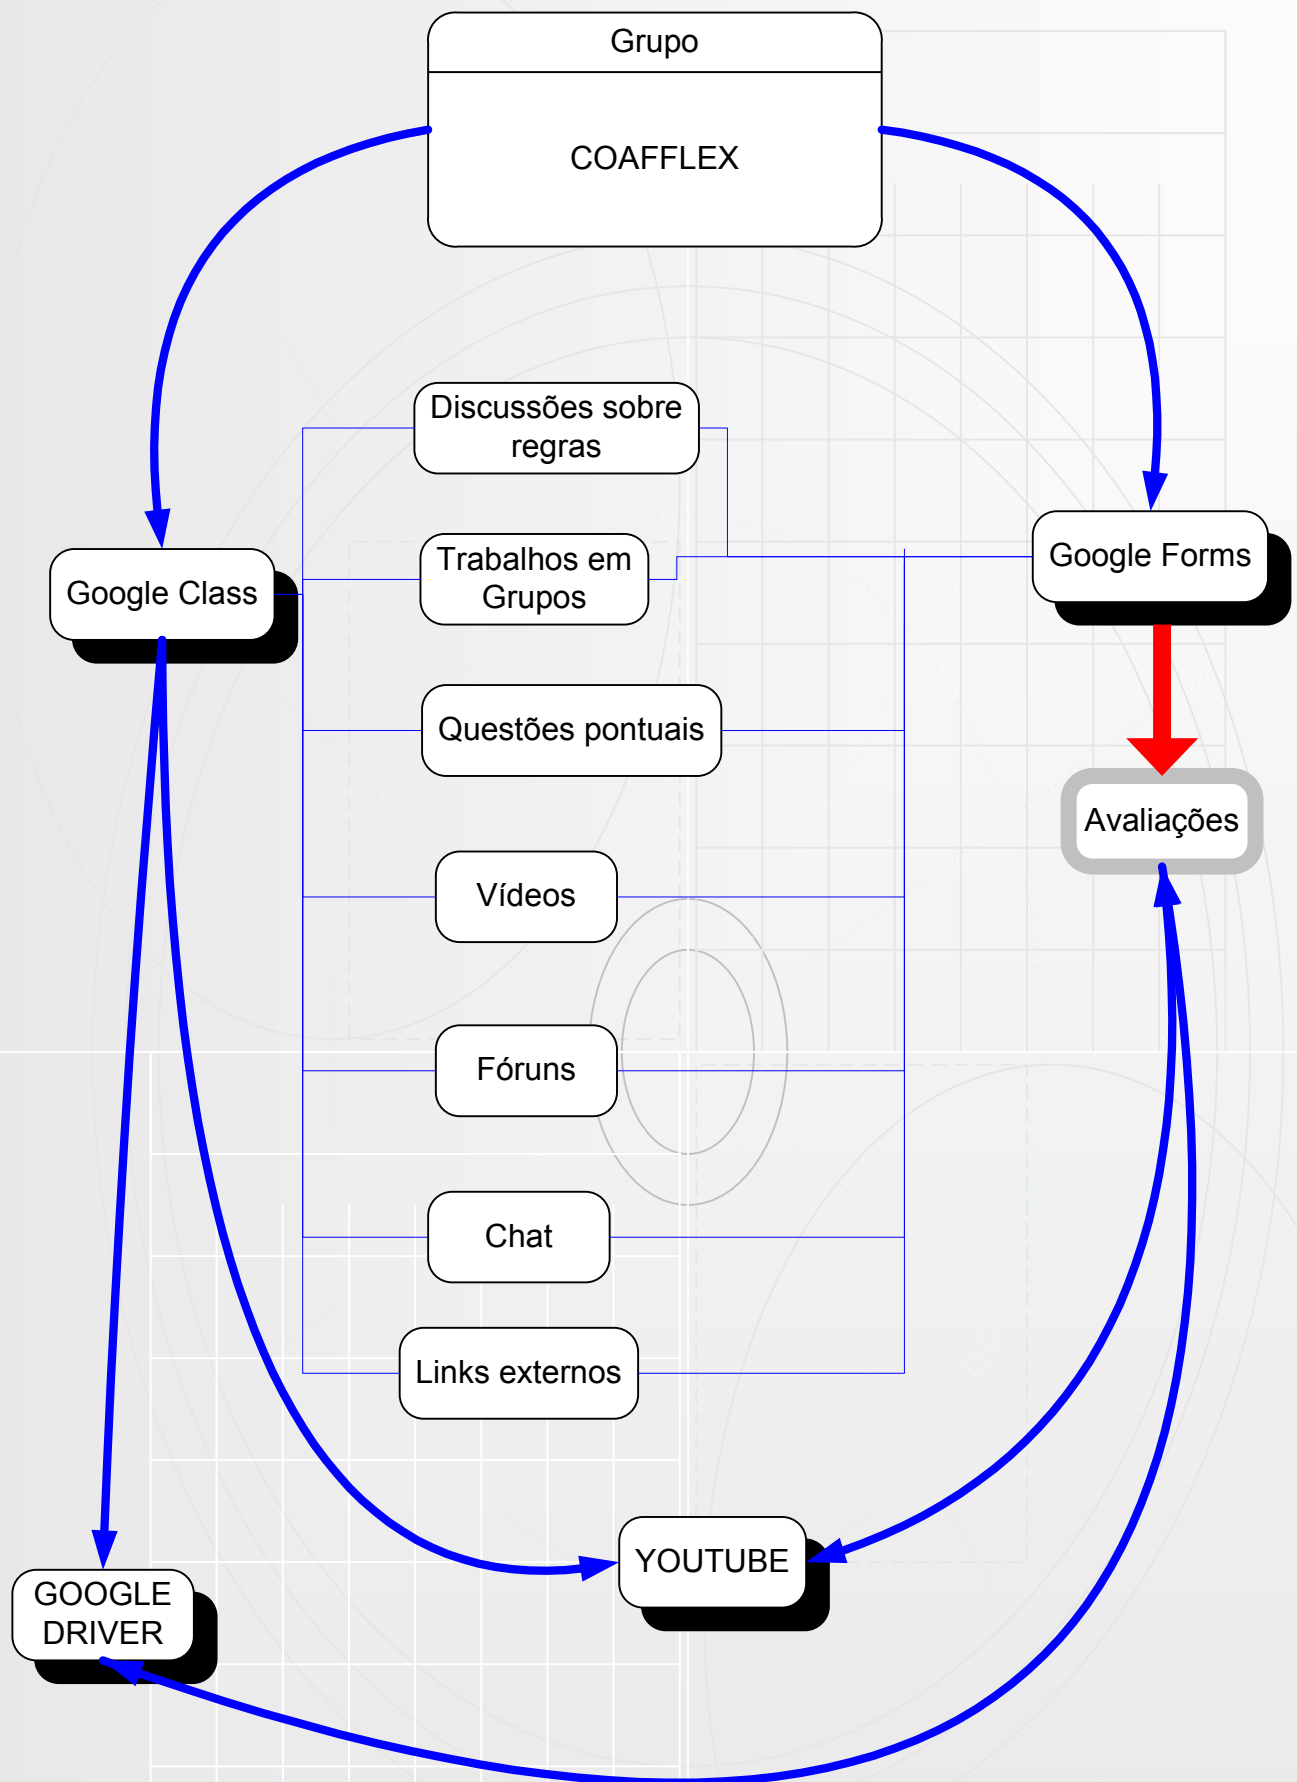 Grupo
COAFFLEX
Discussões sobre
regras
Trabalhos em
Grupos
Google Class
Google Forms
Questões pontuais
Avaliações
Vídeos
Fóruns
Chat
Links externos
YOUTUBE
GOOGLE
DRIVER